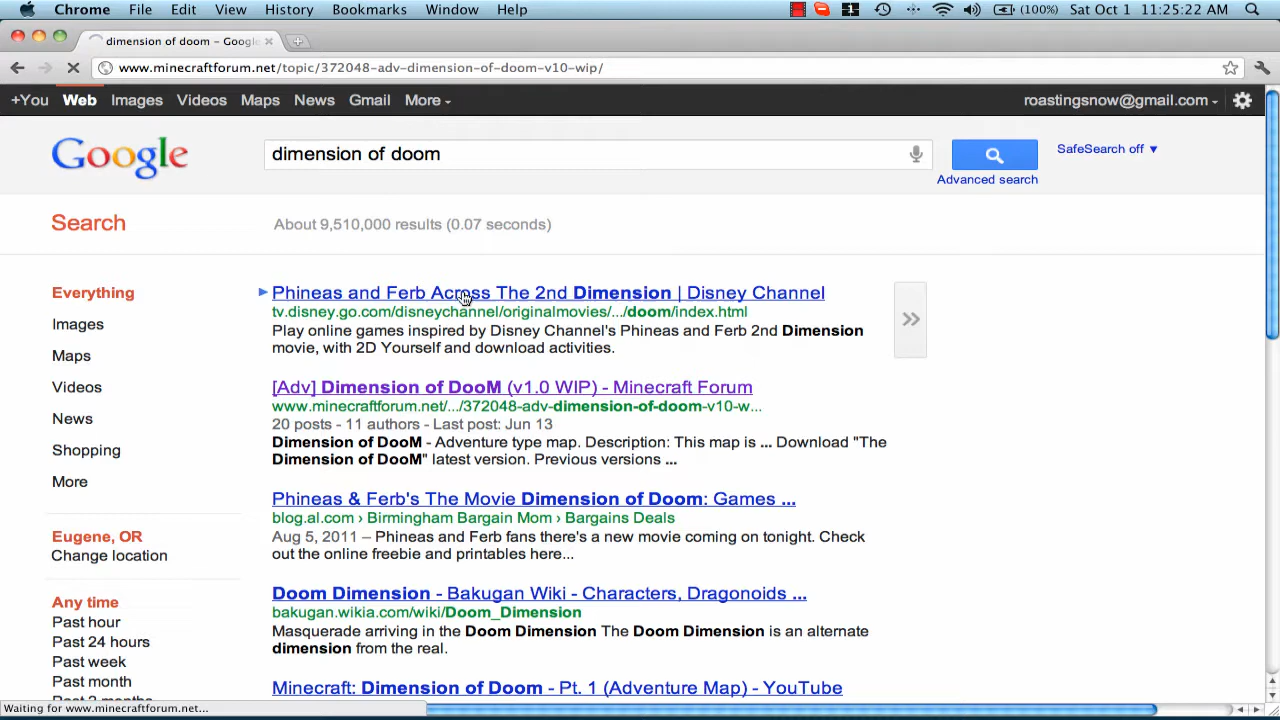 Chrome File Edit View History Bookmarks Window Help 1 (100%) Sat Oct 1 11:25:22 AM
dimension of doom – Google
www.minecraftforum.net/topic/372048-adv-dimension-of-doom-v10-wip/
+You Web Images Videos Maps News Gmail More roastingsnow@gmail.com
Google dimension of doom SafeSearch off ▼
Advanced search
Search About 9,510,000 results (0.07 seconds)
Everything
Images
Maps
Videos
News
Shopping
More
Eugene, OR
Change location
Any time
Past hour
Past 24 hours
Past week
Past month
Phineas and Ferb Across The 2nd Dimension | Disney Channel
tv.disney.go.com/disneychannel/originalmovies/.../doom/index.html
Play online games inspired by Disney Channel's Phineas and Ferb 2nd Dimension
movie, with 2D Yourself and download activities.
[Adv] Dimension of DooM (v1.0 WIP) - Minecraft Forum
www.minecraftforum.net/.../372048-adv-dimension-of-doom-v10-w...
20 posts - 11 authors - Last post: Jun 13
Dimension of DooM - Adventure type map. Description: This map is ... Download "The
Dimension of DooM" latest version. Previous versions ...
Phineas & Ferb's The Movie Dimension of Doom: Games ...
blog.al.com › Birmingham Bargain Mom › Bargains Deals
Aug 5, 2011 – Phineas and Ferb fans there's a new movie coming on tonight. Check
out the online freebie and printables here...
Doom Dimension - Bakugan Wiki - Characters, Dragonoids ...
bakugan.wikia.com/wiki/Doom_Dimension
Masquerade arriving in the Doom Dimension The Doom Dimension is an alternate
dimension from the real.
Minecraft: Dimension of Doom - Pt. 1 (Adventure Map) - YouTube
Waiting for www.minecraftforum.net...